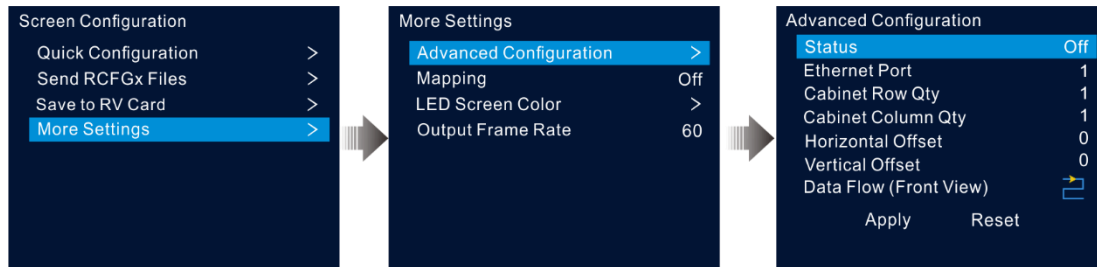 Screen Configuration
Quick Configuration >
Send RCFGx Files >
Save to RV Card >
More Settings >
More Settings
Advanced Configuration >
Mapping Off
LED Screen Color >
Output Frame Rate 60
Advanced Configuration
Status Off
Ethernet Port 1
Cabinet Row Qty 1
Cabinet Column Qty 1
Horizontal Offset 0
Vertical Offset 0
Data Flow (Front View)
Apply Reset